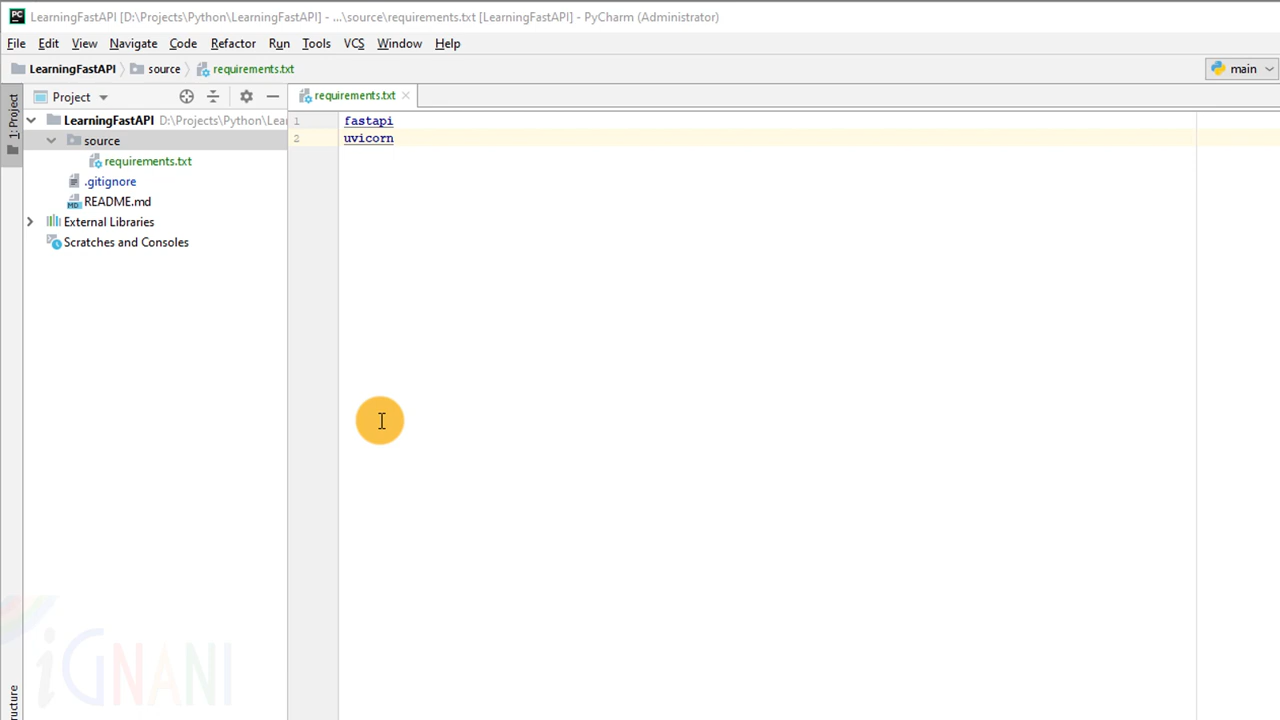 LearningFastAPI [D:\Projects\Python\LearningFastAPI] - ...\source\requirements.txt [LearningFastAPI] - PyCharm (Administrator)
File Edit View Navigate Code Refactor Run Tools VCS Window Help
LearningFastAPI source requirements.txt main
1: Project
Project
requirements.txt
LearningFastAPI D:\Projects\Python\Lea
source
requirements.txt
.gitignore
README.md
External Libraries
Scratches and Consoles
1 fastapi
2 uvicorn
iGNANI
ucture